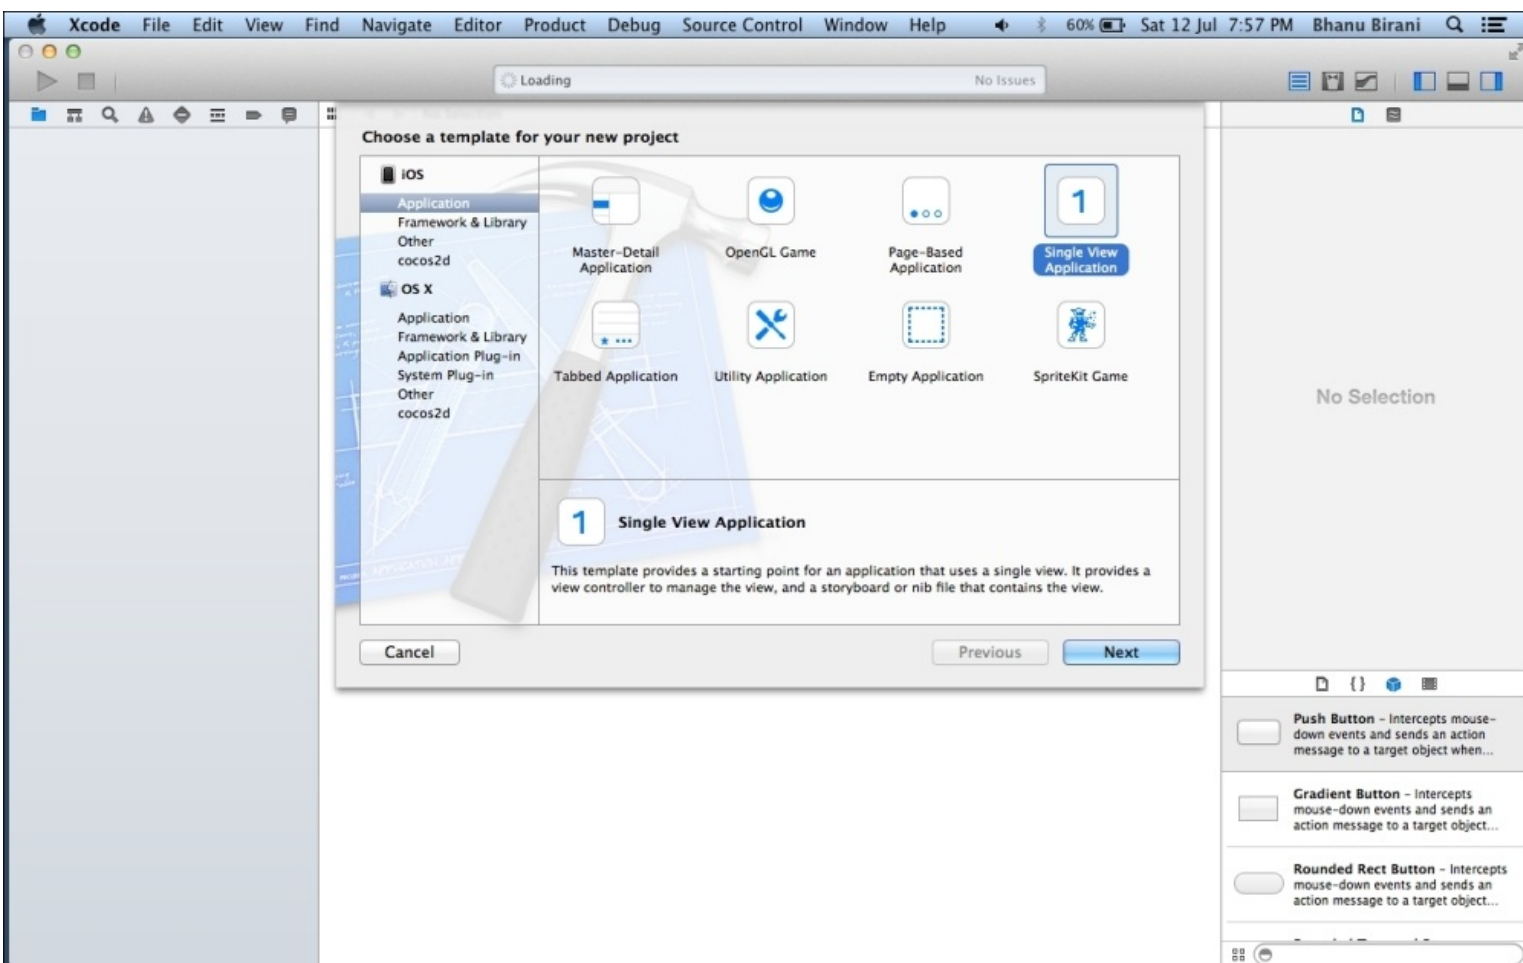 Xcode File Edit View Find Navigate Editor Product Debug Source Control Window Help 60% Sat 12 Jul 7:57 PM Bhanu Birani
Loading No Issues
No Selection
Choose a template for your new project
iOS
Application
Framework & Library
Other
cocos2d
OS X
Application
Framework & Library
Application Plug-in
System Plug-in
Other
cocos2d
1
Master-Detail
Application
OpenGL Game
Page-Based
Application
Single View
Application
Tabbed Application
Utility Application
Empty Application
SpriteKit Game
1 Single View Application
This template provides a starting point for an application that uses a single view. It provides a
view controller to manage the view, and a storyboard or nib file that contains the view.
Cancel
Previous
Next
No Selection
{}
Push Button - Intercepts mouse-
down events and sends an action
message to a target object when...
Gradient Button - Intercepts
mouse-down events and sends an
action message to a target object...
Rounded Rect Button - Intercepts
mouse-down events and sends an
action message to a target object...